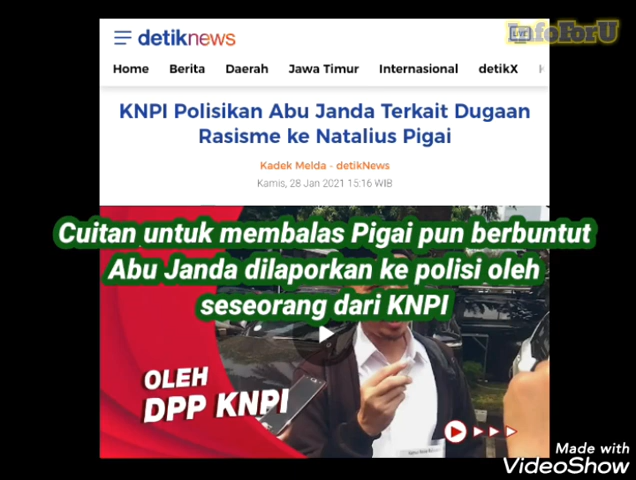 InfoForU
LIVE
detiknews
Home Berita Daerah Jawa Timur Internasional detikX
KNPI Polisikan Abu Janda Terkait Dugaan
Rasisme ke Natalius Pigai
Kadek Melda - detikNews
Kamis, 28 Jan 2021 15:16 WIB
Cuitan untuk membalas Pigai pun berbuntut
Abu Janda dilaporkan ke polisi oleh
seseorang dari KNPI
OLEH
DPP KNPI
Made with
VideoShow